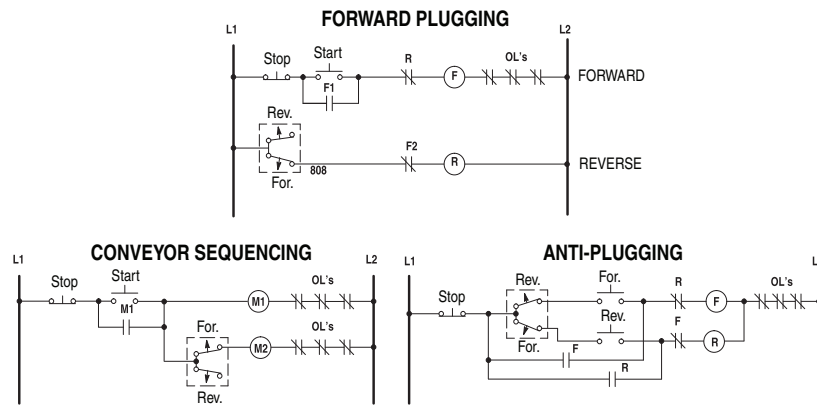 FORWARD PLUGGING
L1
L2
Stop
Start
R
F
OL's
FORWARD
F1
Rev.
F2
R
REVERSE
808
For.
CONVEYOR SEQUENCING
L1
L2
Stop
Start
M1
OL's
M1
For.
M2
OL's
Rev.
ANTI-PLUGGING
L1
Stop
Rev.
For.
R
F
OL's
Rev.
F
R
For.
F
R